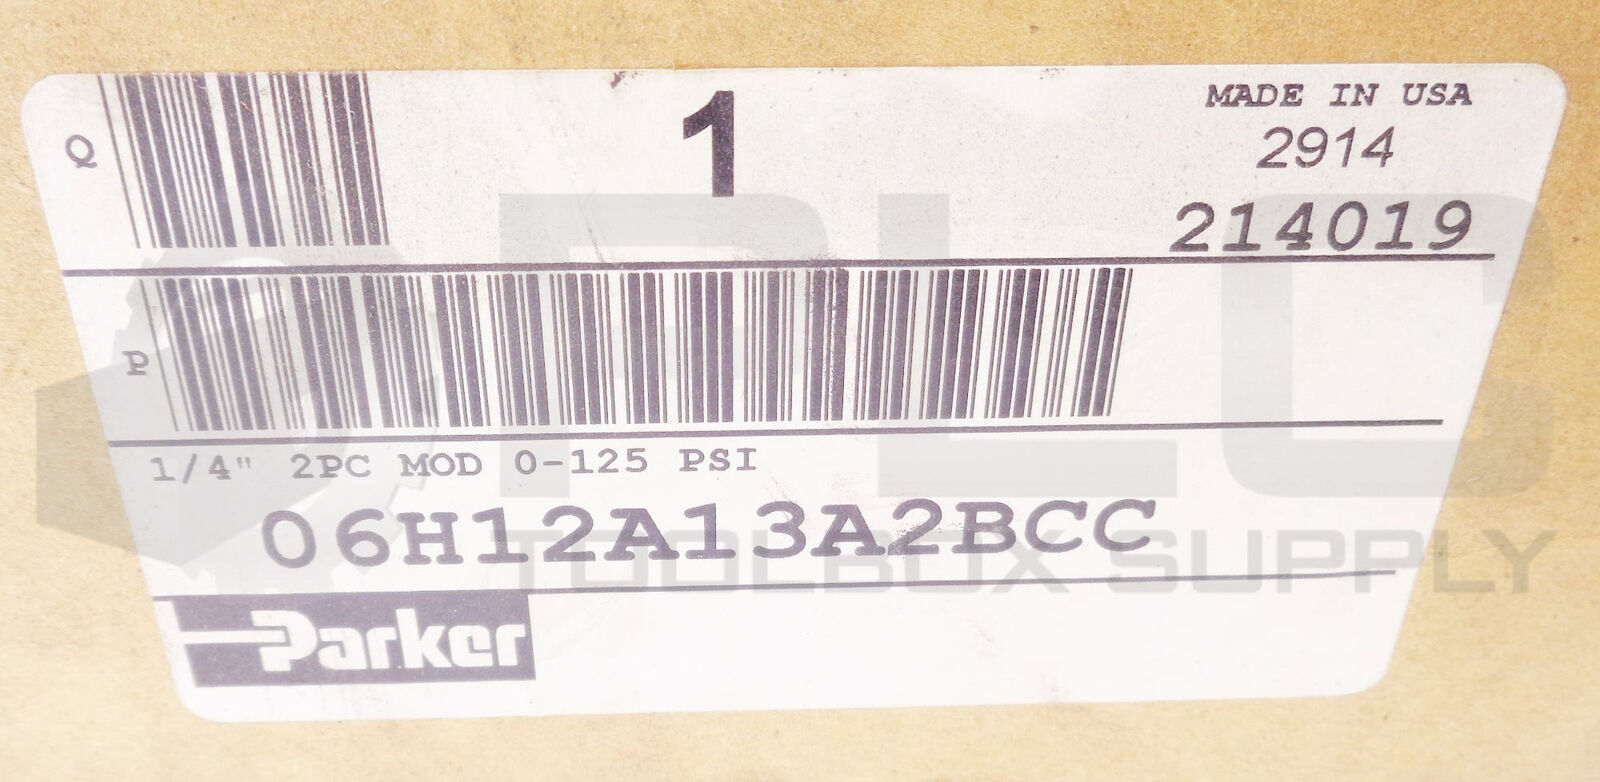 Q
1
MADE IN USA
2914
214019
P
1/4" 2PC MOD 0-125 PSI
06H12A13A2BCC
Parker
PLC
TOOLBOX SUPPLY